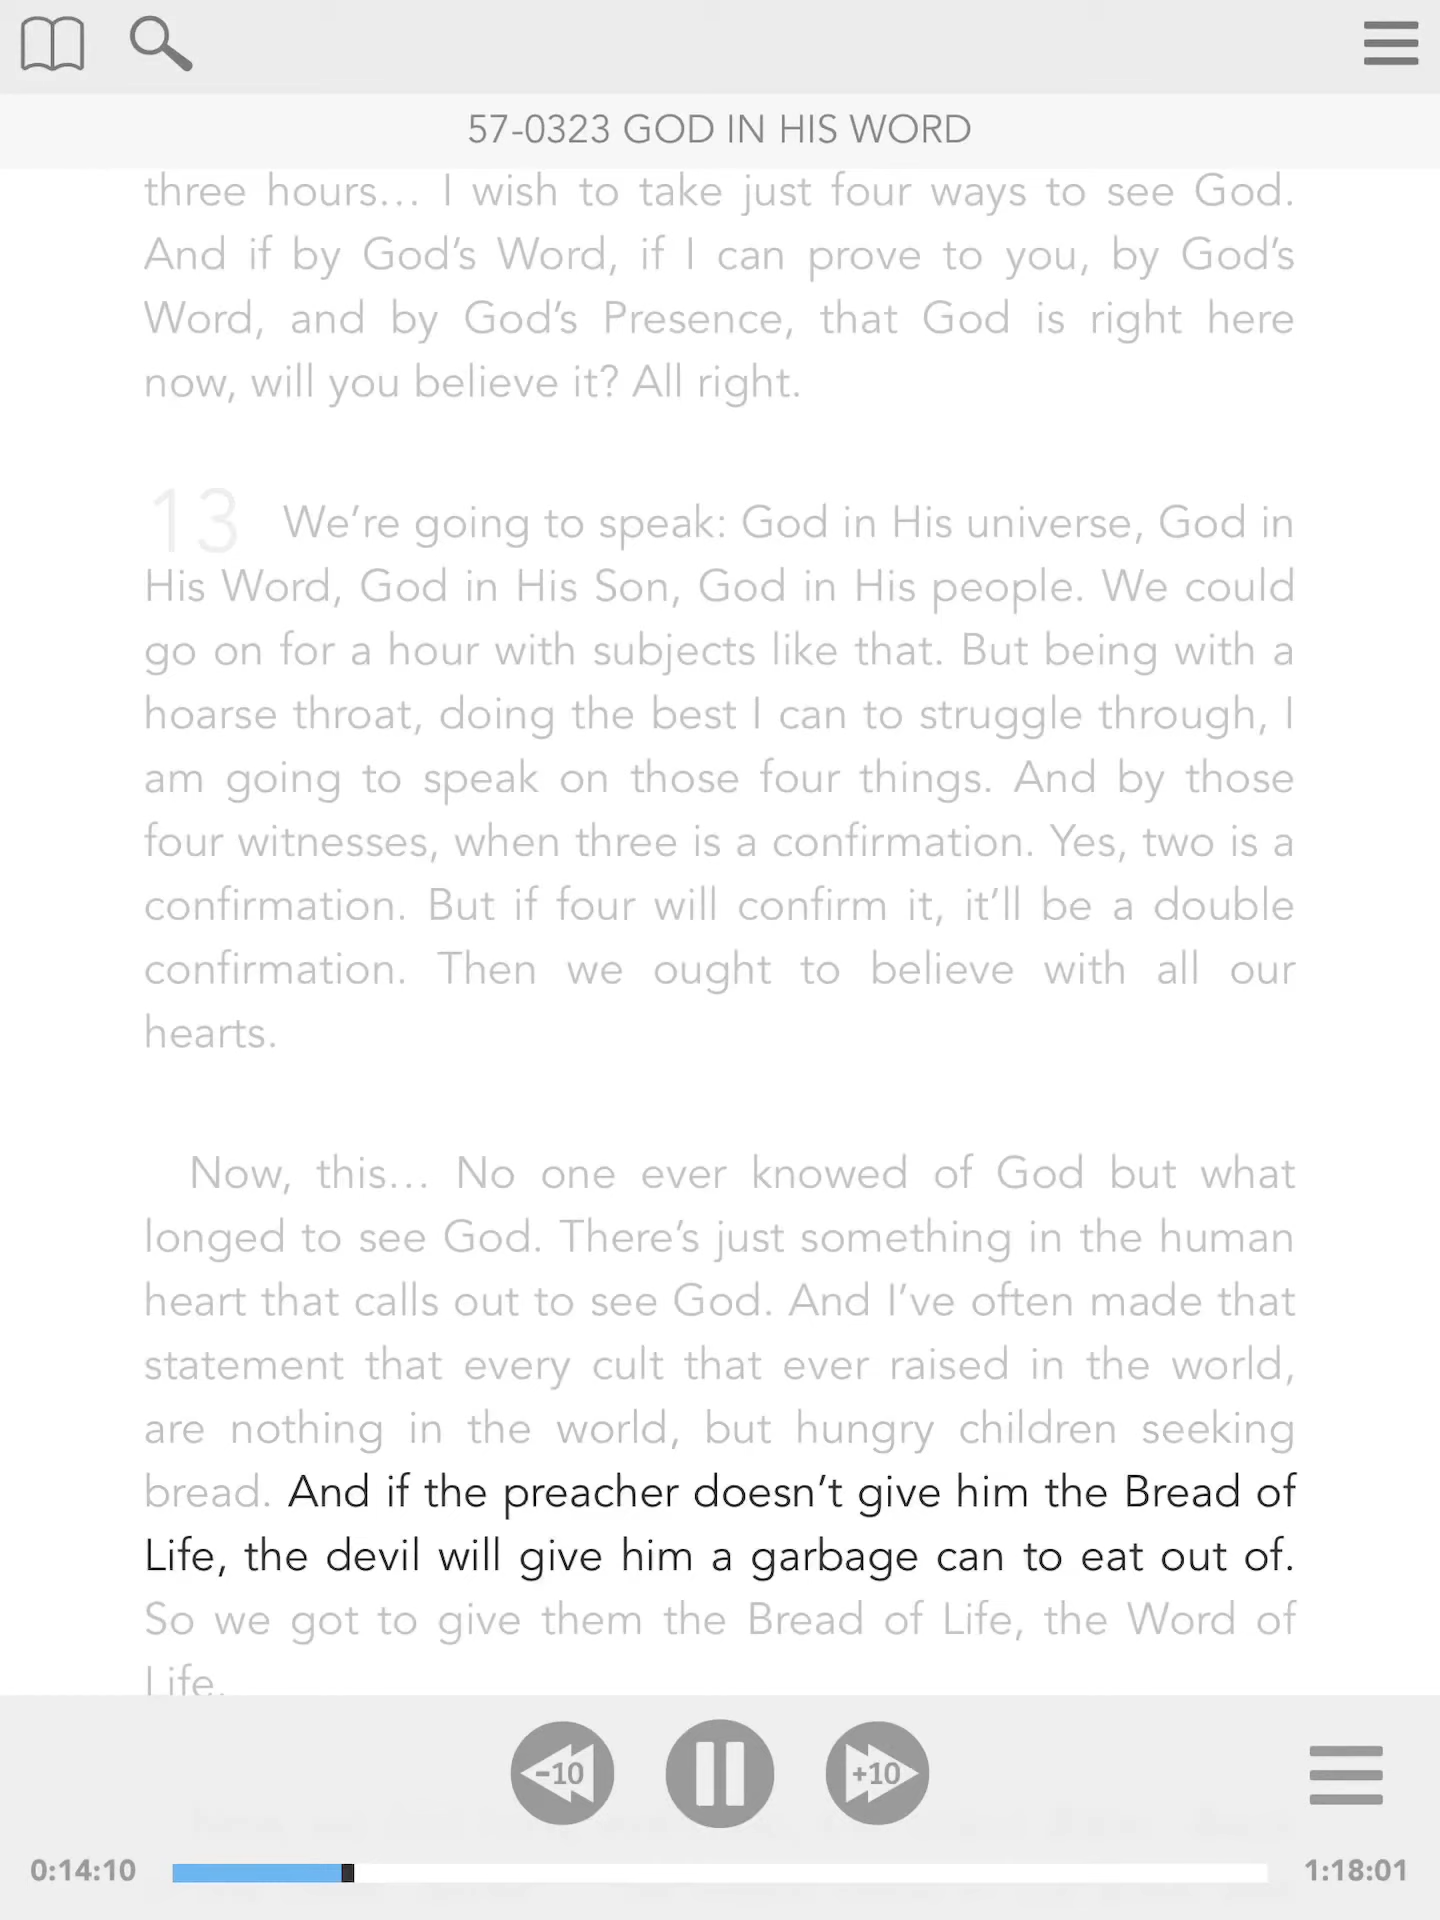 57-0323 GOD IN HIS WORD
three hours… I wish to take just four ways to see God.
And if by God’s Word, if I can prove to you, by God’s
Word, and by God’s Presence, that God is right here
now, will you believe it? All right.
13 We’re going to speak: God in His universe, God in
His Word, God in His Son, God in His people. We could
go on for a hour with subjects like that. But being with a
hoarse throat, doing the best I can to struggle through, I
am going to speak on those four things. And by those
four witnesses, when three is a confirmation. Yes, two is a
confirmation. But if four will confirm it, it’ll be a double
confirmation. Then we ought to believe with all our
hearts.
Now, this… No one ever knowed of God but what
longed to see God. There’s just something in the human
heart that calls out to see God. And I’ve often made that
statement that every cult that ever raised in the world,
are nothing in the world, but hungry children seeking
bread. And if the preacher doesn’t give him the Bread of
Life, the devil will give him a garbage can to eat out of.
So we got to give them the Bread of Life, the Word of
Life.
-10 +10
0:14:10 1:18:01